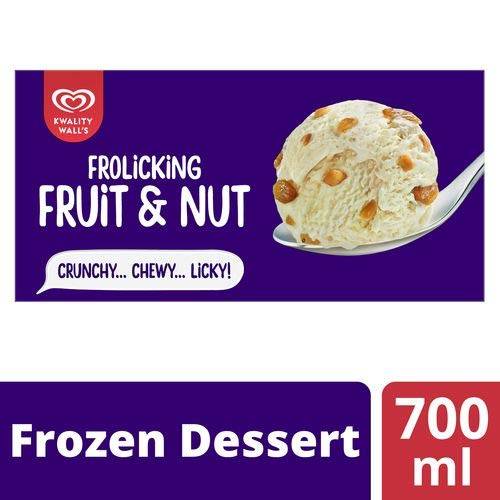 KWALITY
WALL'S
FROLiCKiNG
FRUiT & NUT
CRUNCHY... CHEWY... LiCKY!
Frozen Dessert
700
ml